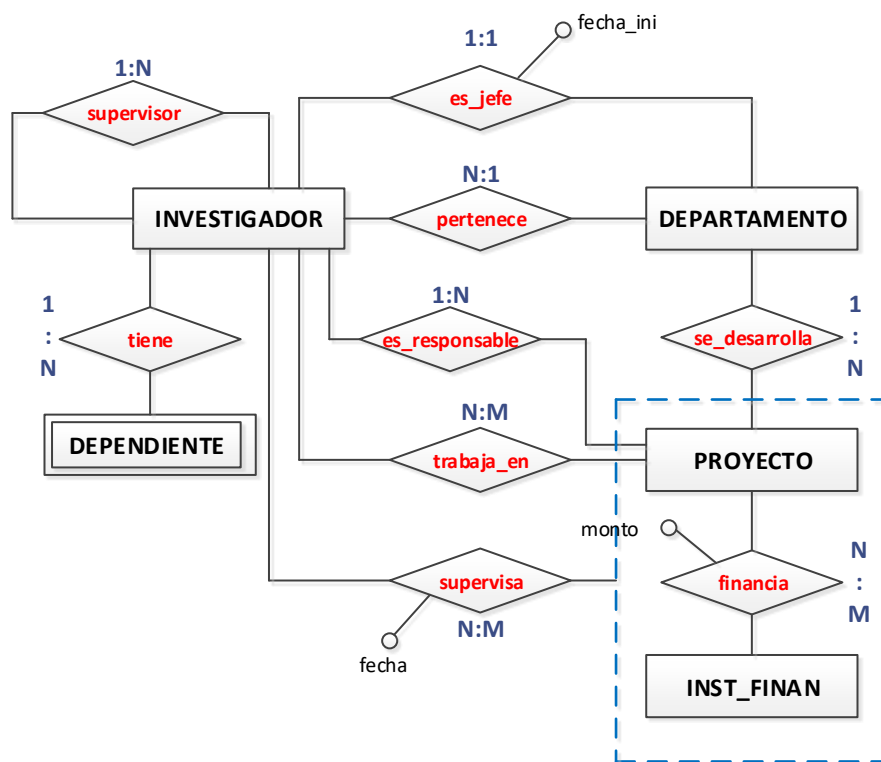 fecha_ini
1:1
1:N
es_jefe
supervisor
N:1
INVESTIGADOR
pertenece
DEPARTAMENTO
1
:
N
tiene
1:N
es_responsable
se_desarrolla
1
:
N
N:M
DEPENDIENTE
trabaja_en
PROYECTO
monto
N
:
M
supervisa
financia
N:M
fecha
INST_FINAN